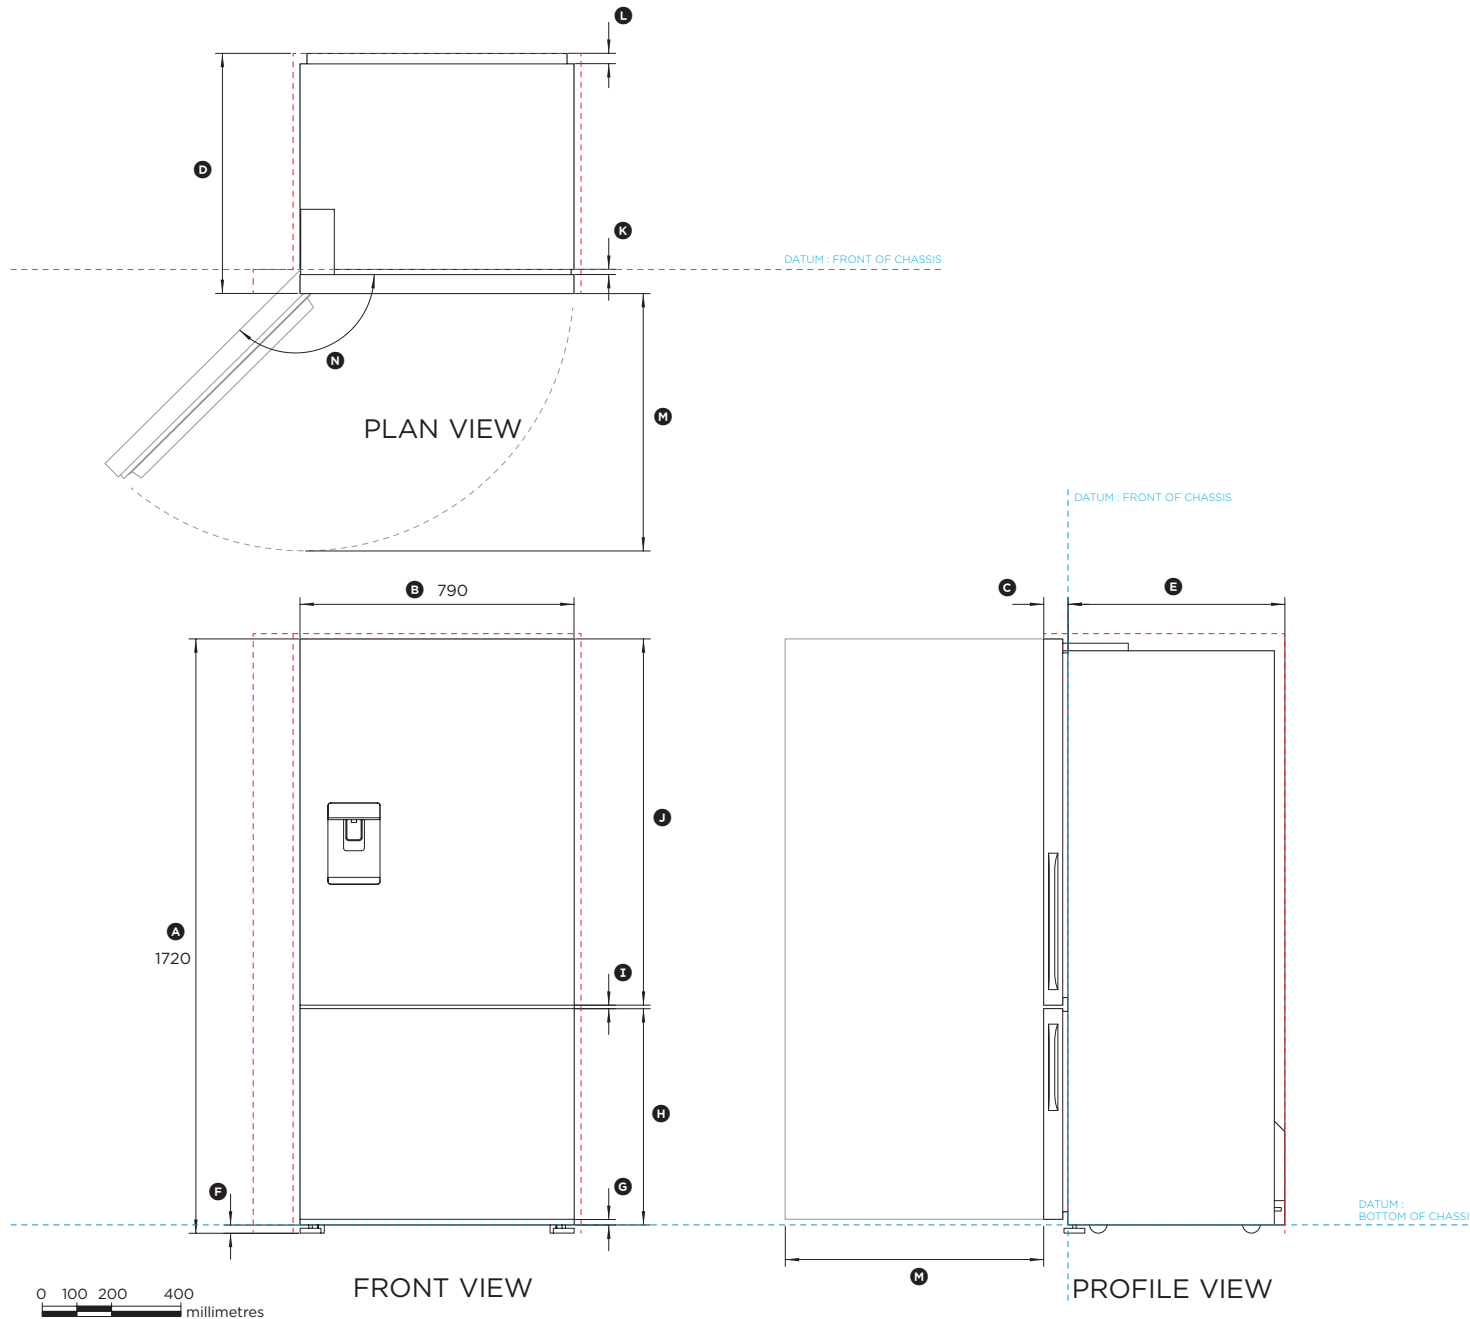 L
D
K
DATUM : FRONT OF CHASSIS
N
M
PLAN VIEW
DATUM : FRONT OF CHASSIS
B 790
C
E
J
A
1720
I
H
G
F
DATUM :
BOTTOM OF CHASSI
M
FRONT VIEW
PROFILE VIEW
0 100 200 400
millimetres